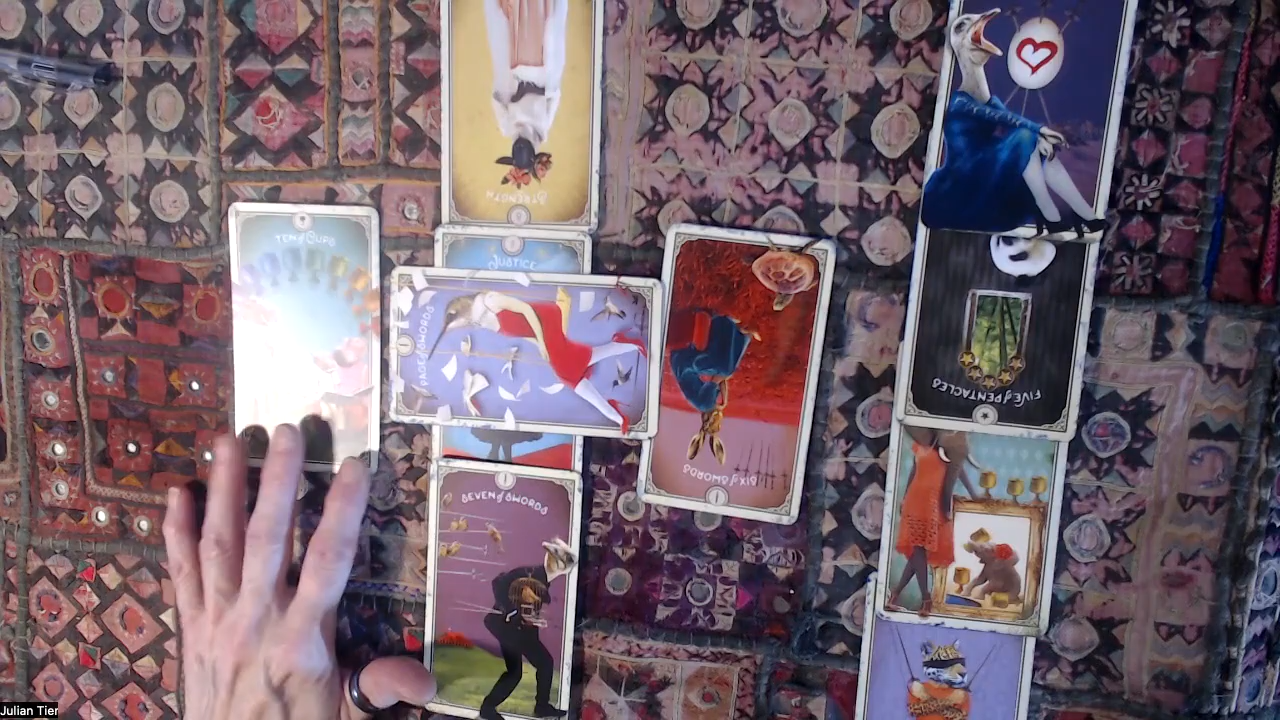 STRENGTH
TEN of CUPS
JUSTICE
PAGE of SWORDS
FIVE of PENTACLES
SIX of SWORDS
SEVEN of SWORDS
Julian Tier